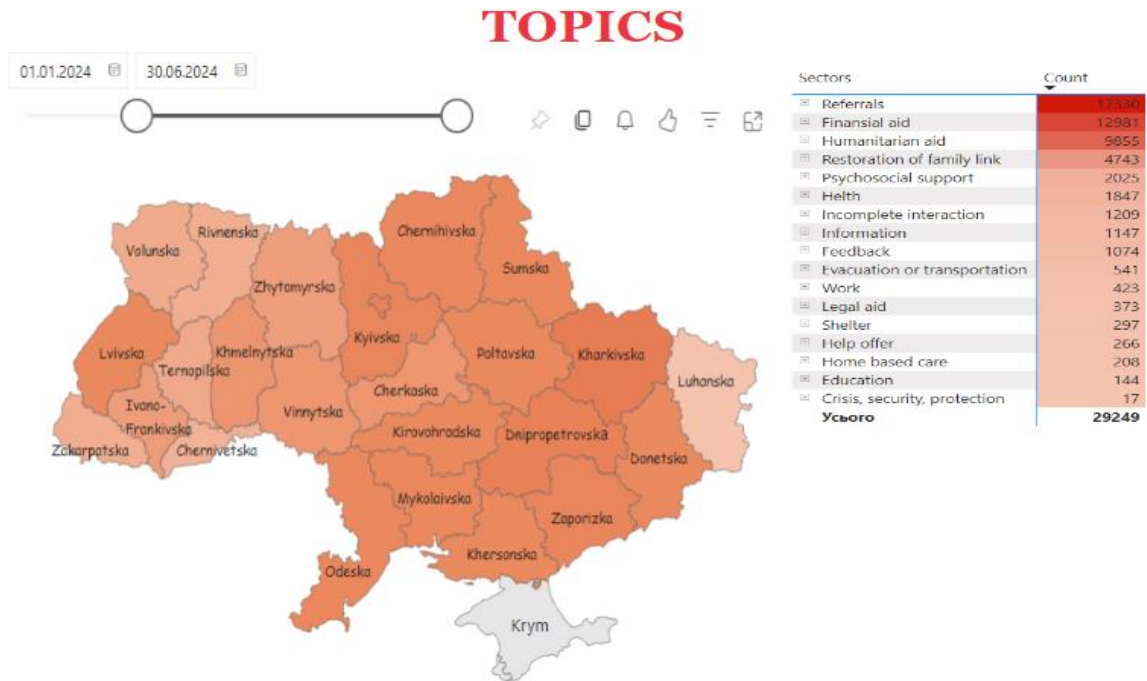 TOPICS
01.01.2024 30.06.2024
Sectors Count
Referrals 17330
Finansial aid 12981
Humanitarian aid 9855
Restoration of family link 4743
Psychosocial support 2025
Helth 1847
Incomplete interaction 1209
Information 1147
Feedback 1074
Evacuation or transportation 541
Work 423
Legal aid 373
Shelter 297
Help offer 266
Home based care 208
Education 144
Crisis, security, protection 17
Усього 29249
Volunska
Rivnenska
Zhytomyrska
Chernihivska
Sumska
Kyivska
Lvivska
Ternopilska
Khmelnytska
Poltavska
Kharkivska
Luhanska
Cherkaska
Vinnytska
Ivano-
Frankivska
Zakarpatska
Chernivetska
Kirovohradska
Dnipropetrovska
Donetska
Mykolaivska
Zaporizka
Khersonska
Odeska
Krym